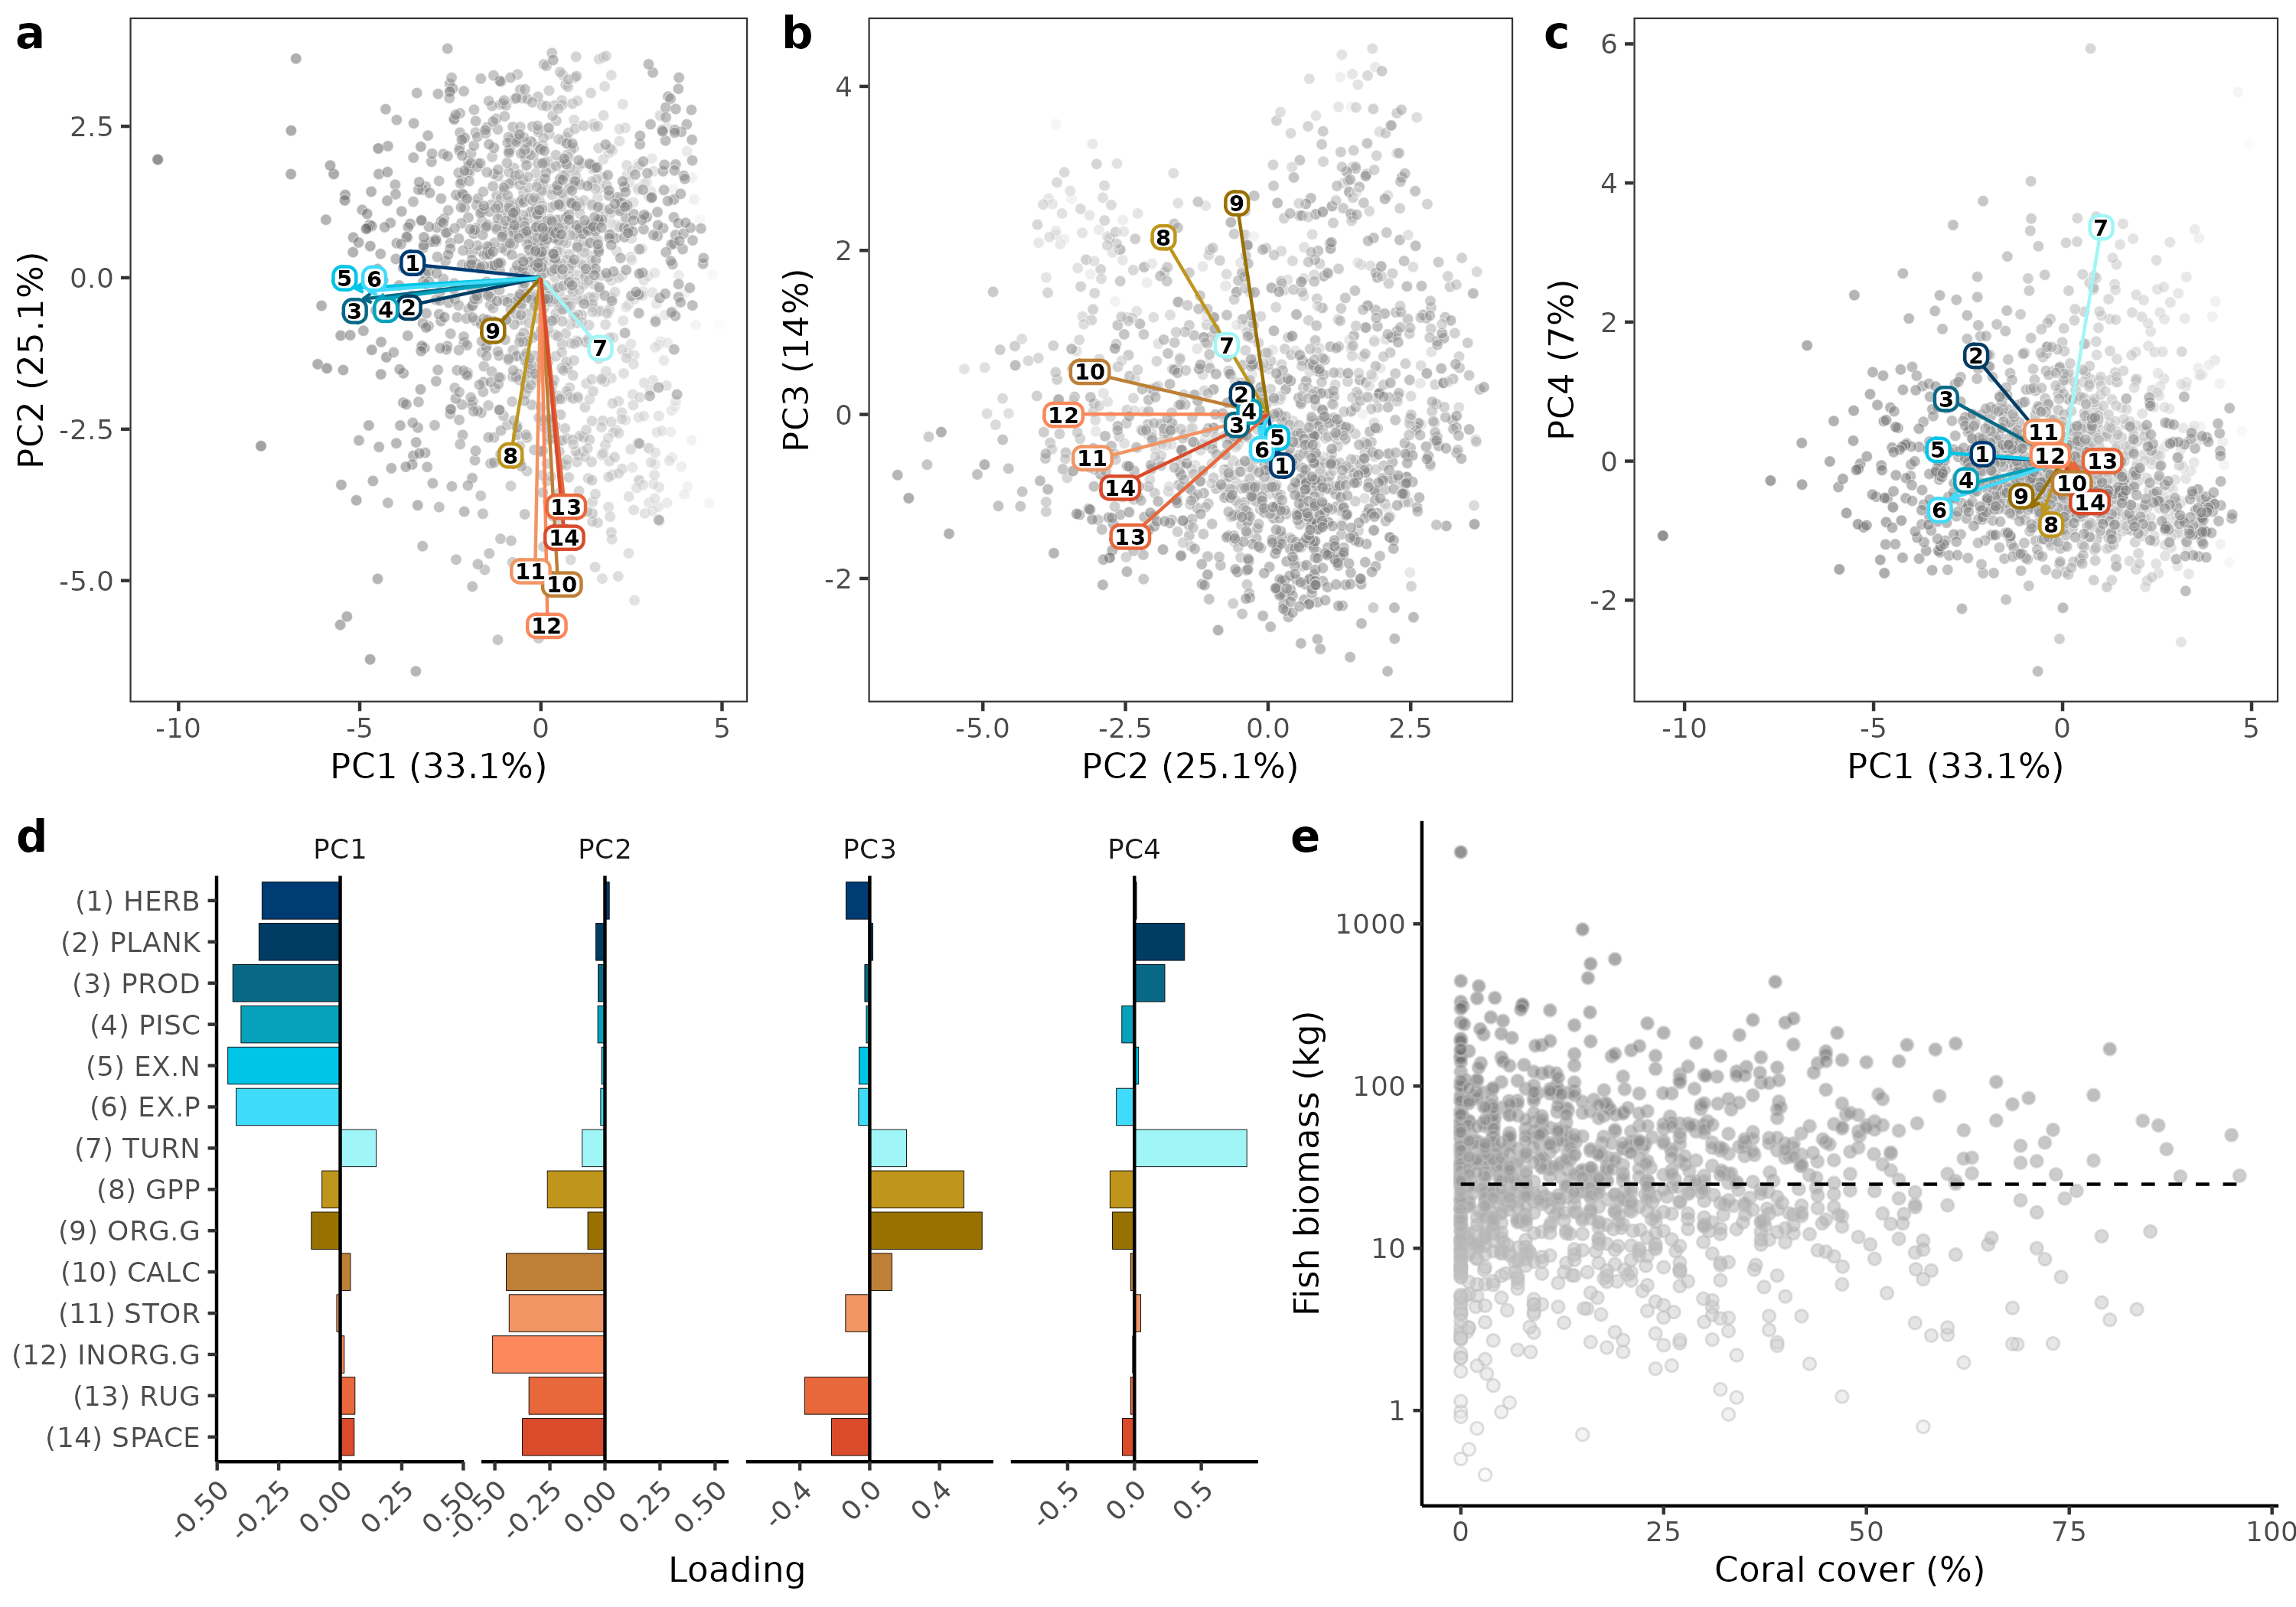 a
2.5
0.0
-2.5
-5.0
PC2 (25.1%)
1
5 6
3 4 2
9
7
8
13
14
11 10
12
-10 -5 0 5
PC1 (33.1%)
b
4
2
0
-2
PC3 (14%)
9
8
7
10
2
12 4
3
5
11 6
1
14
13
-5.0 -2.5 0.0 2.5
PC2 (25.1%)
c
6
4
2
0
-2
PC4 (7%)
7
2
3
11
5 1 12 13
4 10
9 14
6
8
-10 -5 0 5
PC1 (33.1%)
d
PC1 PC2 PC3 PC4
(1) HERB
(2) PLANK
(3) PROD
(4) PISC
(5) EX.N
(6) EX.P
(7) TURN
(8) GPP
(9) ORG.G
(10) CALC
(11) STOR
(12) INORG.G
(13) RUG
(14) SPACE
-0.50 -0.25 0.00 0.25 0.50
-0.50 -0.25 0.00 0.25 0.50
-0.4 0.0 0.4
-0.5 0.0 0.5
Loading
e
1000
100
10
1
Fish biomass (kg)
0 25 50 75 100
Coral cover (%)